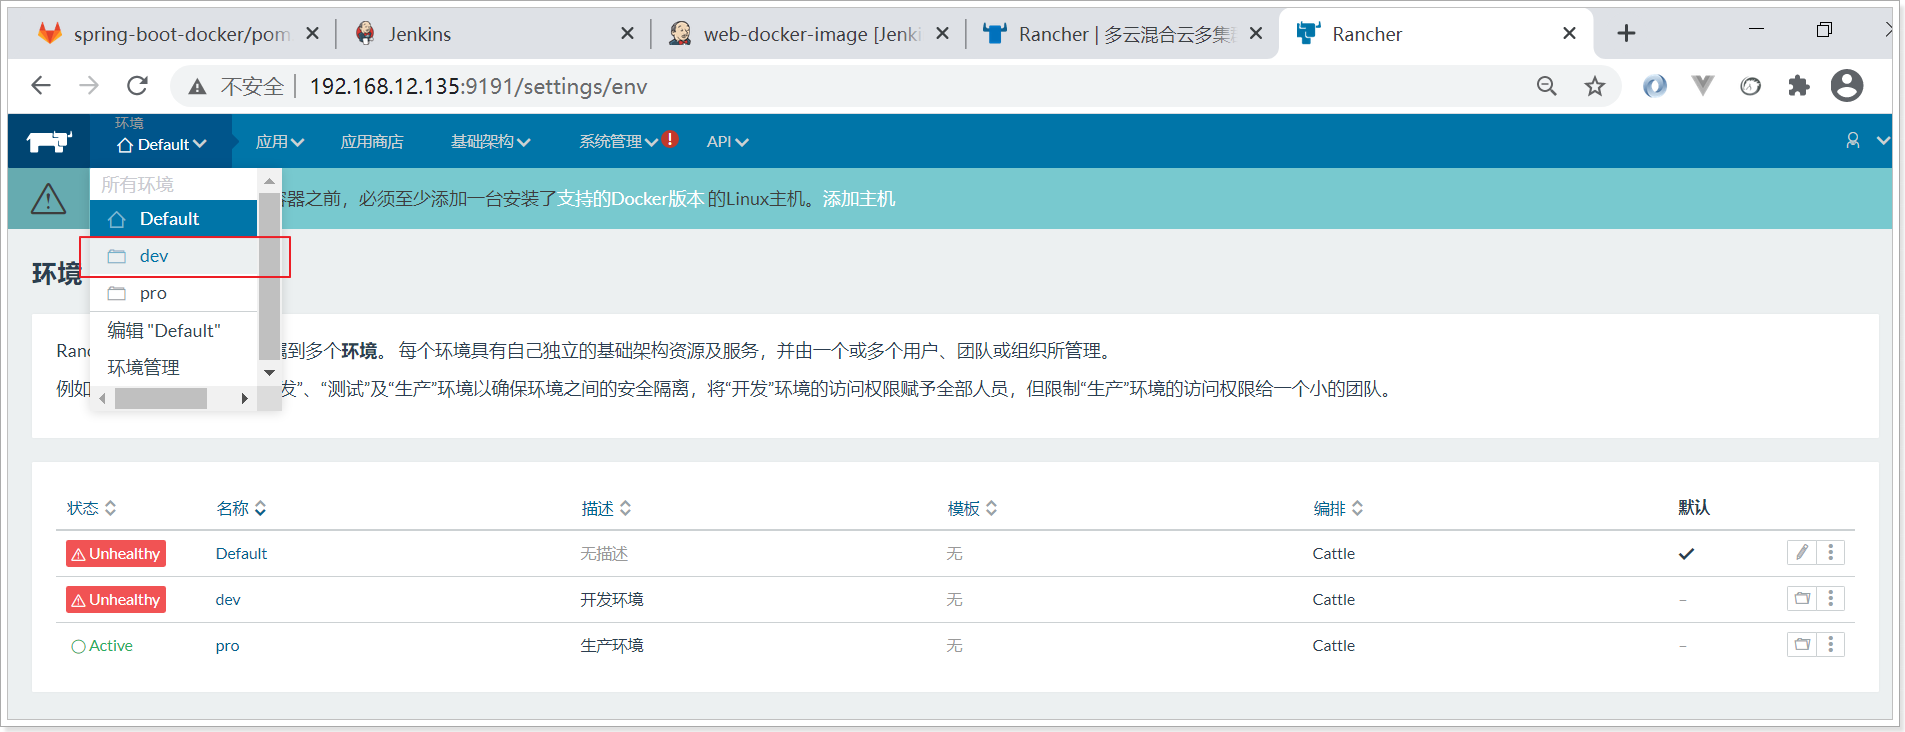 spring-boot-docker/pom
Jenkins
web-docker-image [Jenki
Rancher | 多云混合云多集群
Rancher
不安全 192.168.12.135:9191/settings/env
环境
Default
应用
应用商店
基础架构
系统管理
API
所有环境
容器之前，必须至少添加一台安装了支持的Docker版本 的Linux主机。添加主机
Default
dev
环境
pro
编辑 "Default"
环境管理
Ranc
属到多个环境。 每个环境具有自己独立的基础架构资源及服务，并由一个或多个用户、团队或组织所管理。
例如
发”、“测试”及“生产”环境以确保环境之间的安全隔离，将“开发”环境的访问权限赋予全部人员，但限制“生产”环境的访问权限给一个小的团队。
状态 名称 描述 模板 编排 默认
Unhealthy Default 无描述 无 Cattle
Unhealthy dev 开发环境 无 Cattle –
Active pro 生产环境 无 Cattle –